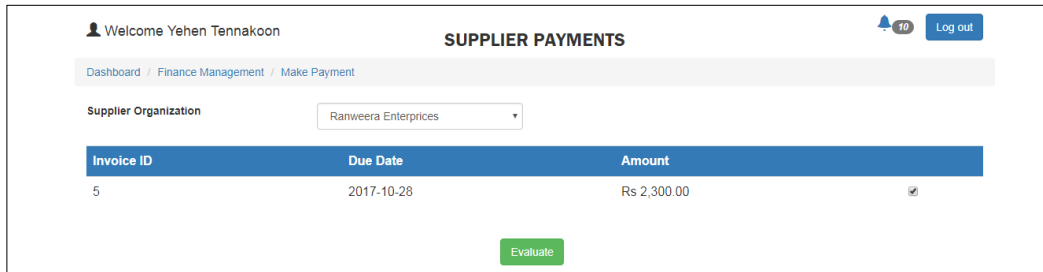 Welcome Yehen Tennakoon
SUPPLIER PAYMENTS
10
Log out
Dashboard / Finance Management / Make Payment
Supplier Organization
Ranweera Enterprices
Invoice ID Due Date Amount
5 2017-10-28 Rs 2,300.00
Evaluate